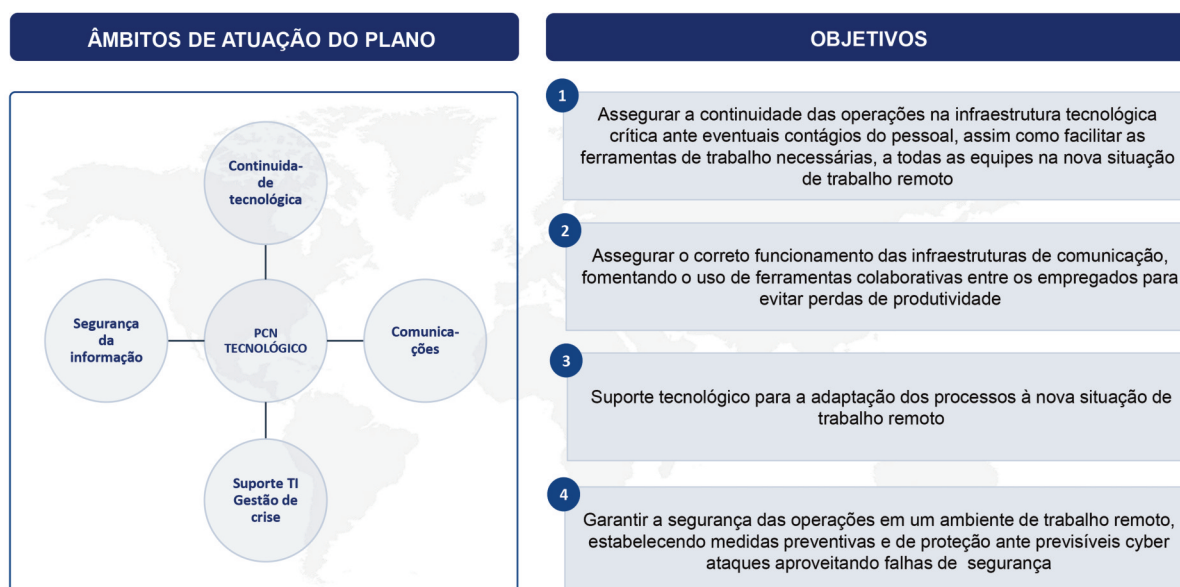 ÂMBITOS DE ATUAÇÃO DO PLANO
Continuida-
de
tecnológica
Segurança
da
informação
PCN
TECNOLÓGICO
Comunica-
ções
Suporte TI
Gestão de
crise
OBJETIVOS
1
Assegurar a continuidade das operações na infraestrutura tecnológica
crítica ante eventuais contágios do pessoal, assim como facilitar as
ferramentas de trabalho necessárias, a todas as equipes na nova situação
de trabalho remoto
2
Assegurar o correto funcionamento das infraestruturas de comunicação,
fomentando o uso de ferramentas colaborativas entre os empregados para
evitar perdas de produtividade
3
Suporte tecnológico para a adaptação dos processos à nova situação de
trabalho remoto
4
Garantir a segurança das operações em um ambiente de trabalho remoto,
estabelecendo medidas preventivas e de proteção ante previsíveis cyber
ataques aproveitando falhas de segurança